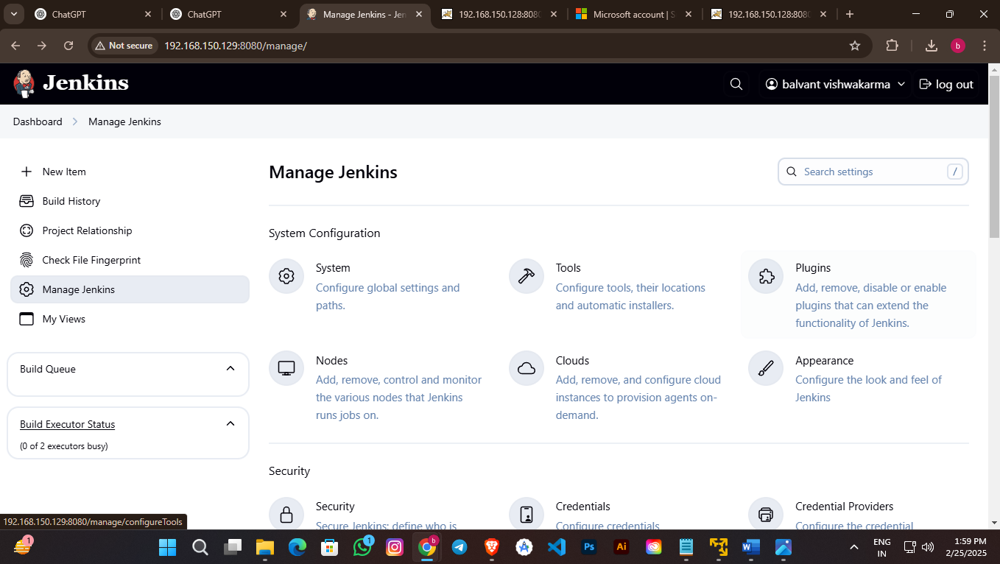 ChatGPT
ChatGPT
Manage Jenkins - Jen
192.168.150.128:8080
Microsoft account | S
192.168.150.128:8080
Not secure
192.168.150.129:8080/manage/
b
Jenkins
balvant vishwakarma
log out
Dashboard
Manage Jenkins
New Item
Build History
Project Relationship
Check File Fingerprint
Manage Jenkins
My Views
Build Queue
Build Executor Status
(0 of 2 executors busy)
Manage Jenkins
Search settings
/
System Configuration
System
Configure global settings and
paths.
Tools
Configure tools, their locations
and automatic installers.
Plugins
Add, remove, disable or enable
plugins that can extend the
functionality of Jenkins.
Nodes
Add, remove, control and monitor
the various nodes that Jenkins
runs jobs on.
Clouds
Add, remove, and configure cloud
instances to provision agents on-
demand.
Appearance
Configure the look and feel of
Jenkins
Security
Security
Secure Jenkins: define who is
Credentials
Configure credentials
Credential Providers
Configure the credential
192.168.150.129:8080/manage/configureTools
1
1
b
Ps
Ai
ENG
IN
1:59 PM
2/25/2025